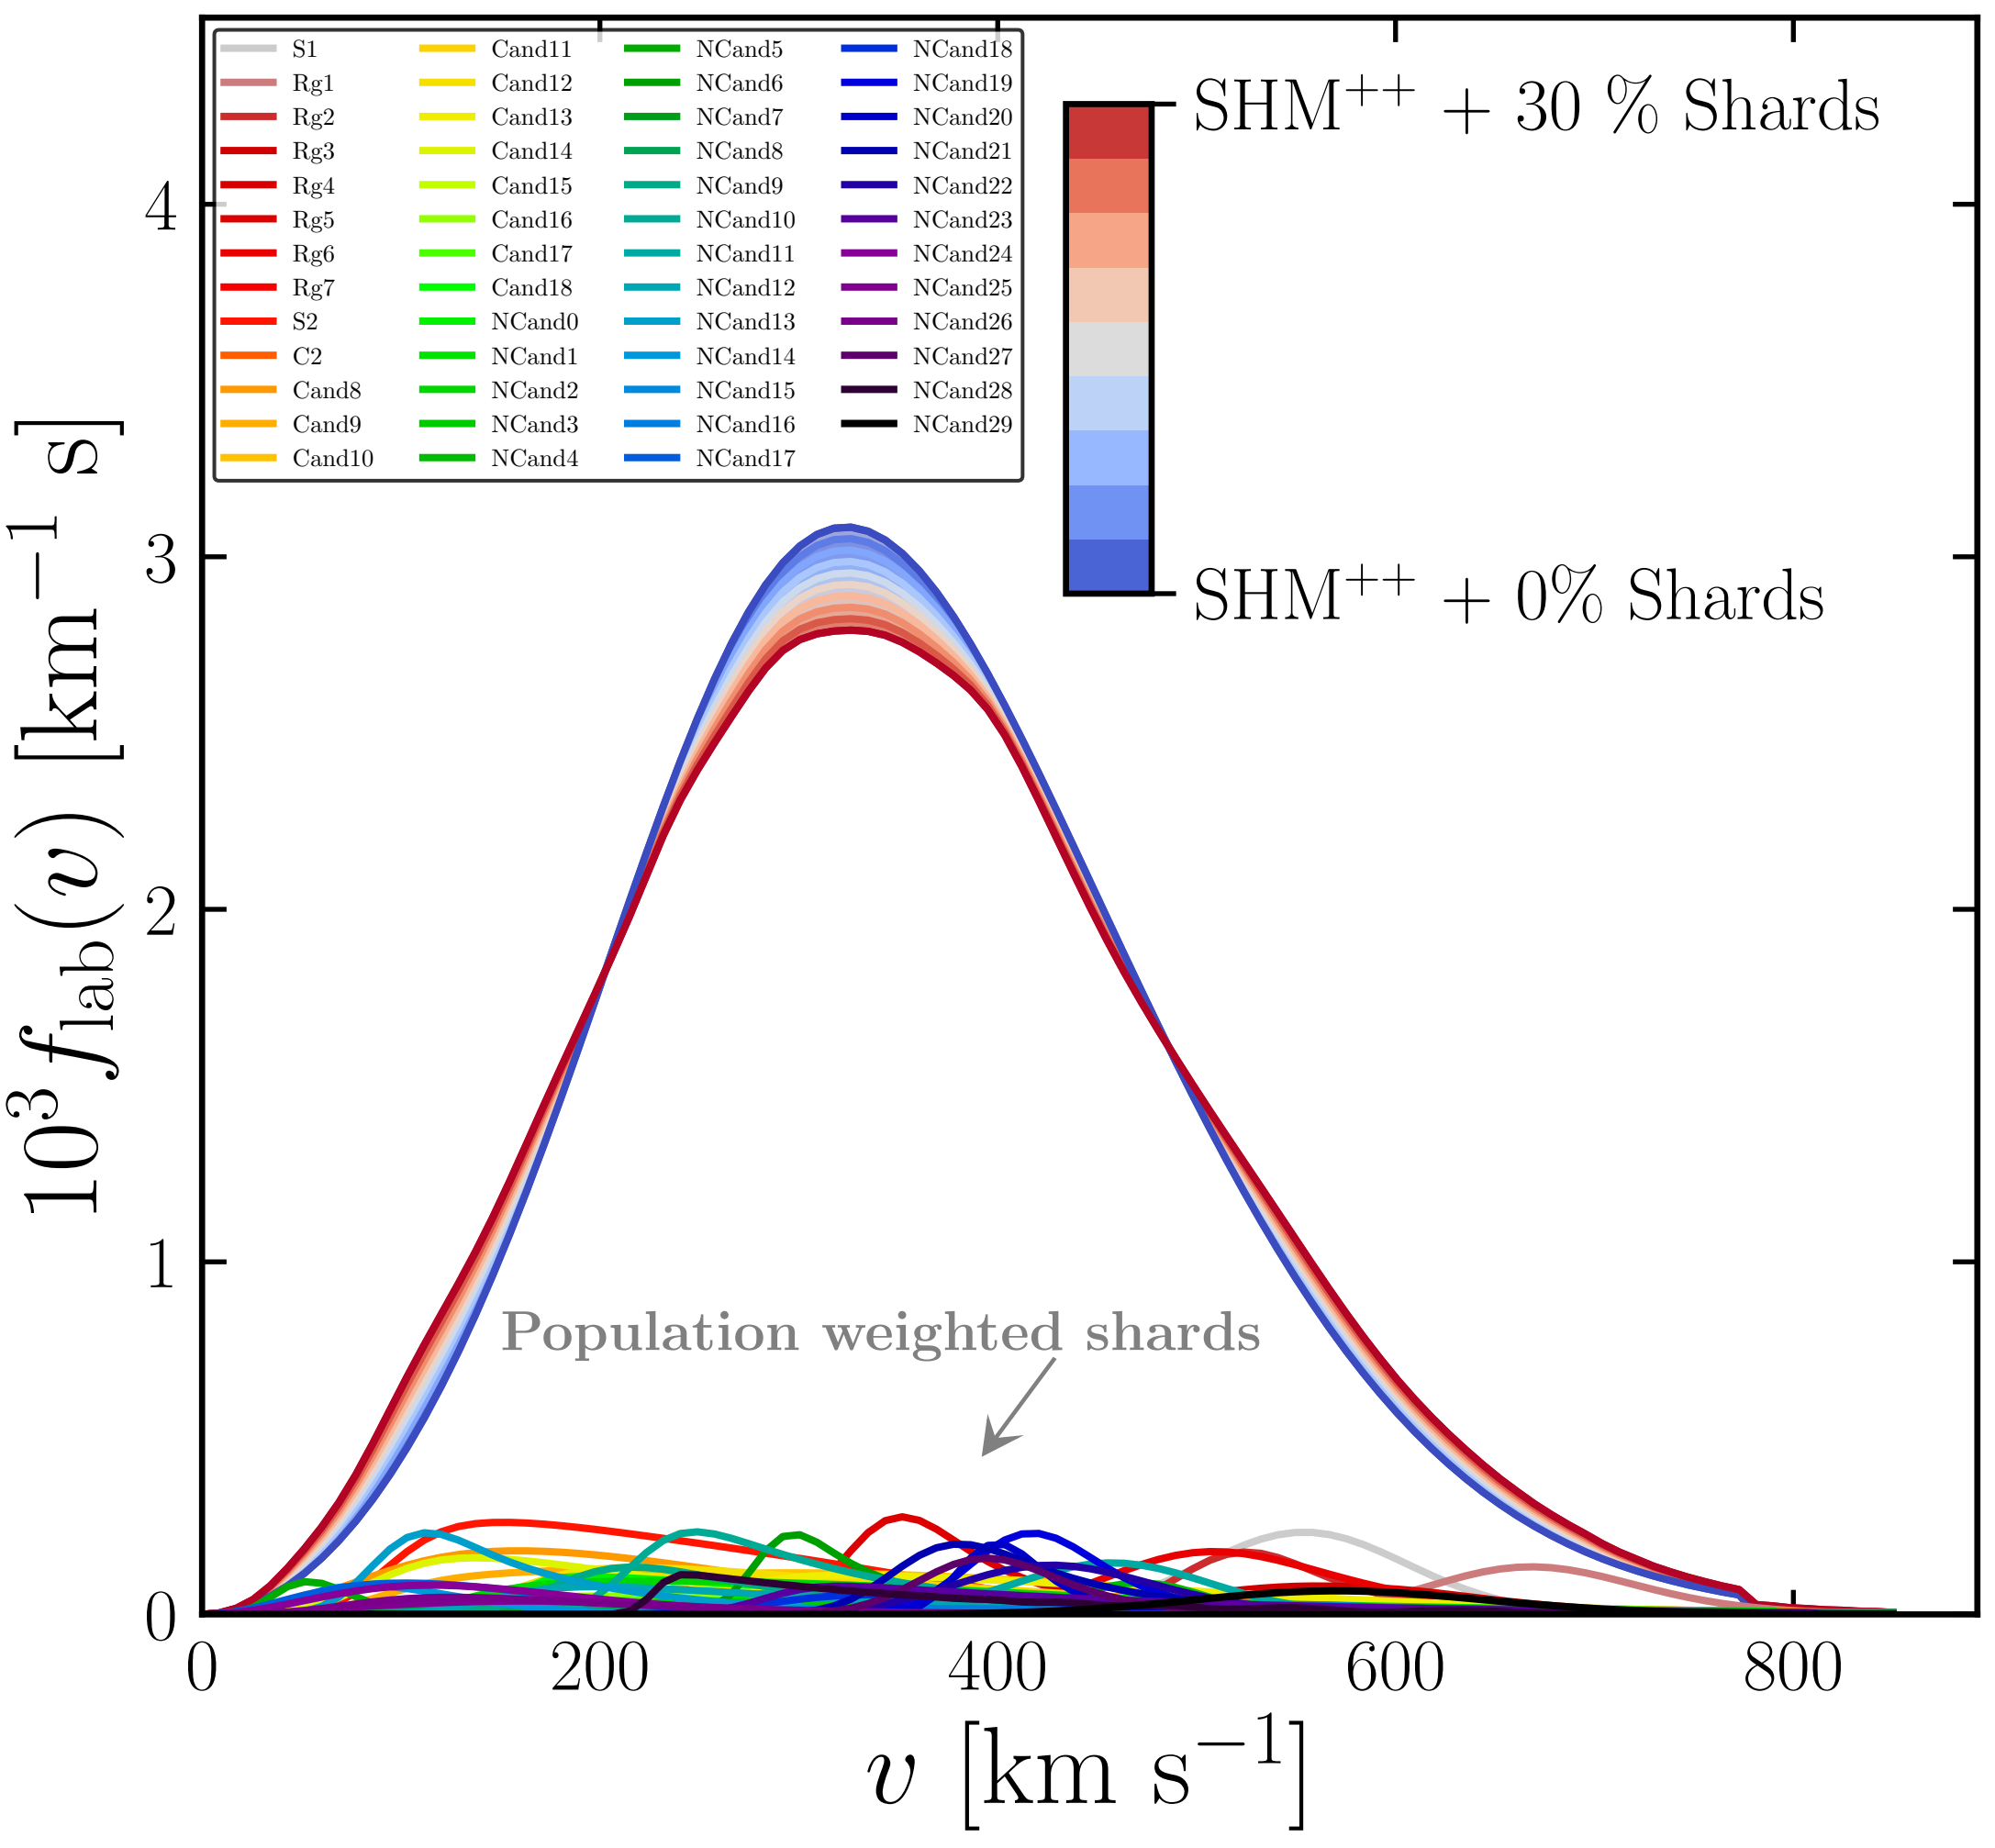 S1
Rg1
Rg2
Rg3
Rg4
Rg5
Rg6
Rg7
S2
C2
Cand8
Cand9
Cand10
Cand11
Cand12
Cand13
Cand14
Cand15
Cand16
Cand17
Cand18
NCand0
NCand1
NCand2
NCand3
NCand4
NCand5
NCand6
NCand7
NCand8
NCand9
NCand10
NCand11
NCand12
NCand13
NCand14
NCand15
NCand16
NCand17
NCand18
NCand19
NCand20
NCand21
NCand22
NCand23
NCand24
NCand25
NCand26
NCand27
NCand28
NCand29
SHM⁺⁺ + 30 % Shards
SHM⁺⁺ + 0% Shards
Population weighted shards
10³f_lab(v) [km⁻¹ s]
4
3
2
1
0
0 200 400 600 800
v [km s⁻¹]